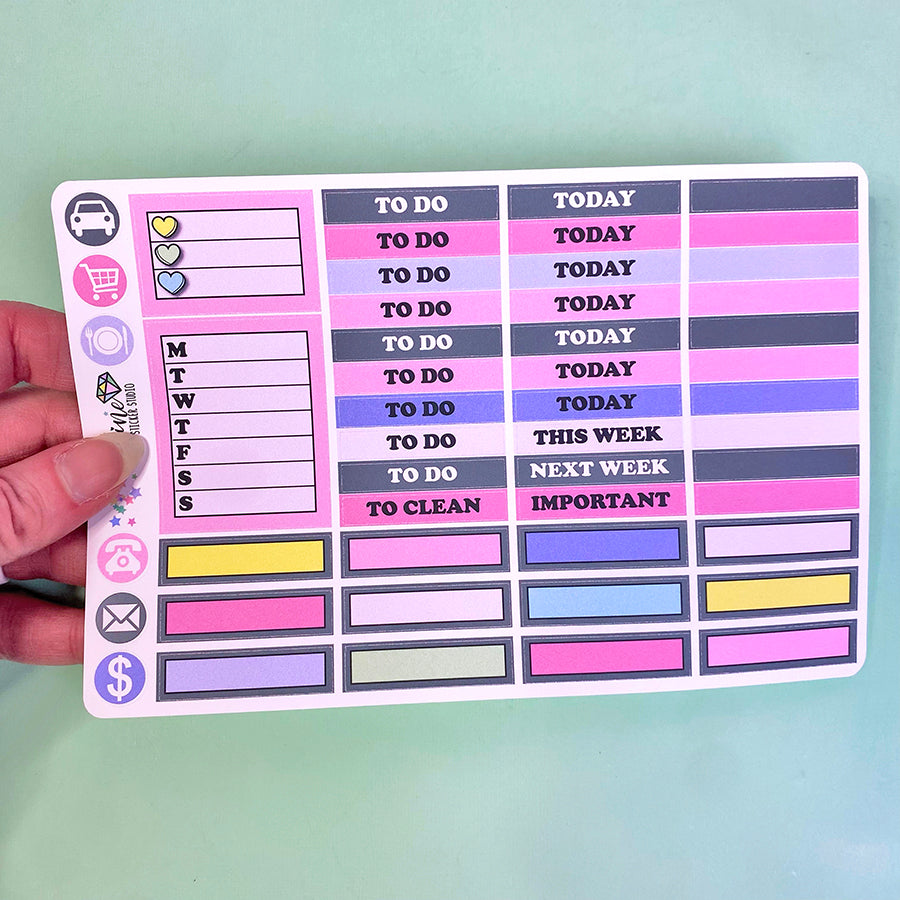 M
T
W
T
F
S
S
TO DO
TO DO
TO DO
TO DO
TO DO
TO DO
TO DO
TO DO
TO DO
TO CLEAN
TODAY
TODAY
TODAY
TODAY
TODAY
TODAY
TODAY
THIS WEEK
NEXT WEEK
IMPORTANT
STICKER STUDIO
$